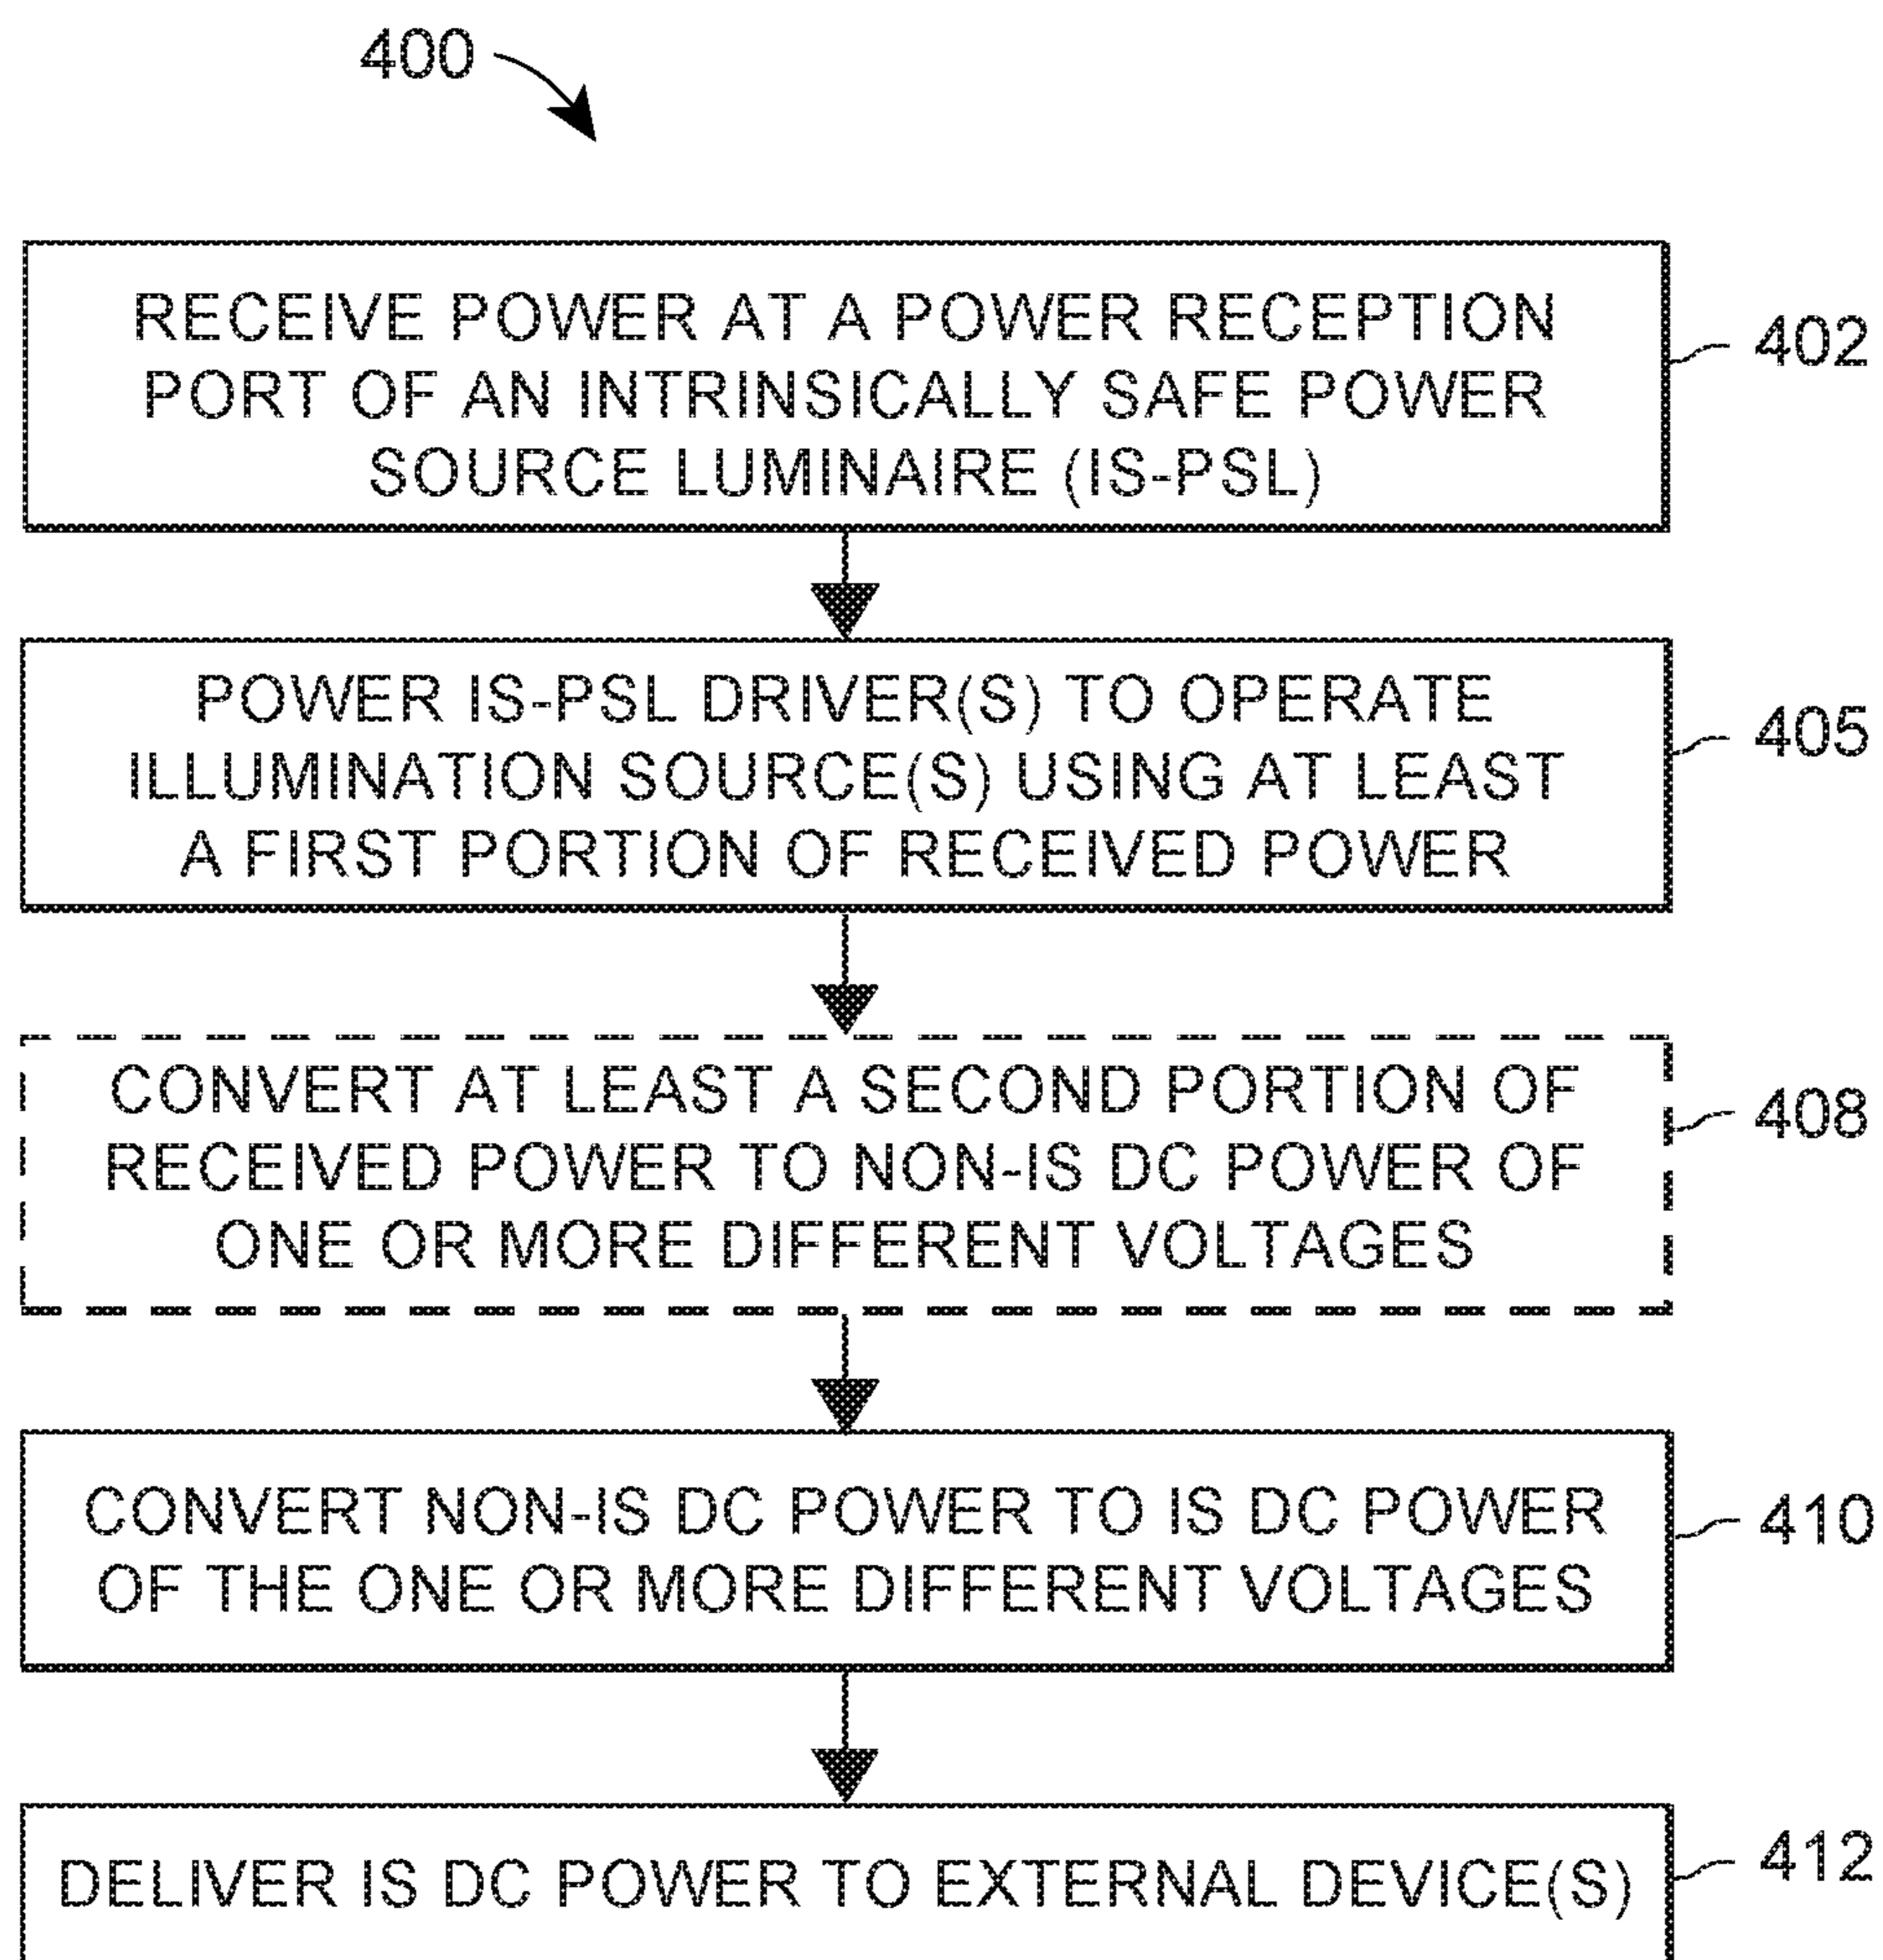 400
RECEIVE POWER AT A POWER RECEPTION
PORT OF AN INTRINSICALLY SAFE POWER
SOURCE LUMINAIRE (IS-PSL)
402
POWER IS-PSL DRIVER(S) TO OPERATE
ILLUMINATION SOURCE(S) USING AT LEAST
A FIRST PORTION OF RECEIVED POWER
405
CONVERT AT LEAST A SECOND PORTION OF
RECEIVED POWER TO NON-IS DC POWER OF
ONE OR MORE DIFFERENT VOLTAGES
408
CONVERT NON-IS DC POWER TO IS DC POWER
OF THE ONE OR MORE DIFFERENT VOLTAGES
410
DELIVER IS DC POWER TO EXTERNAL DEVICE(S)
412